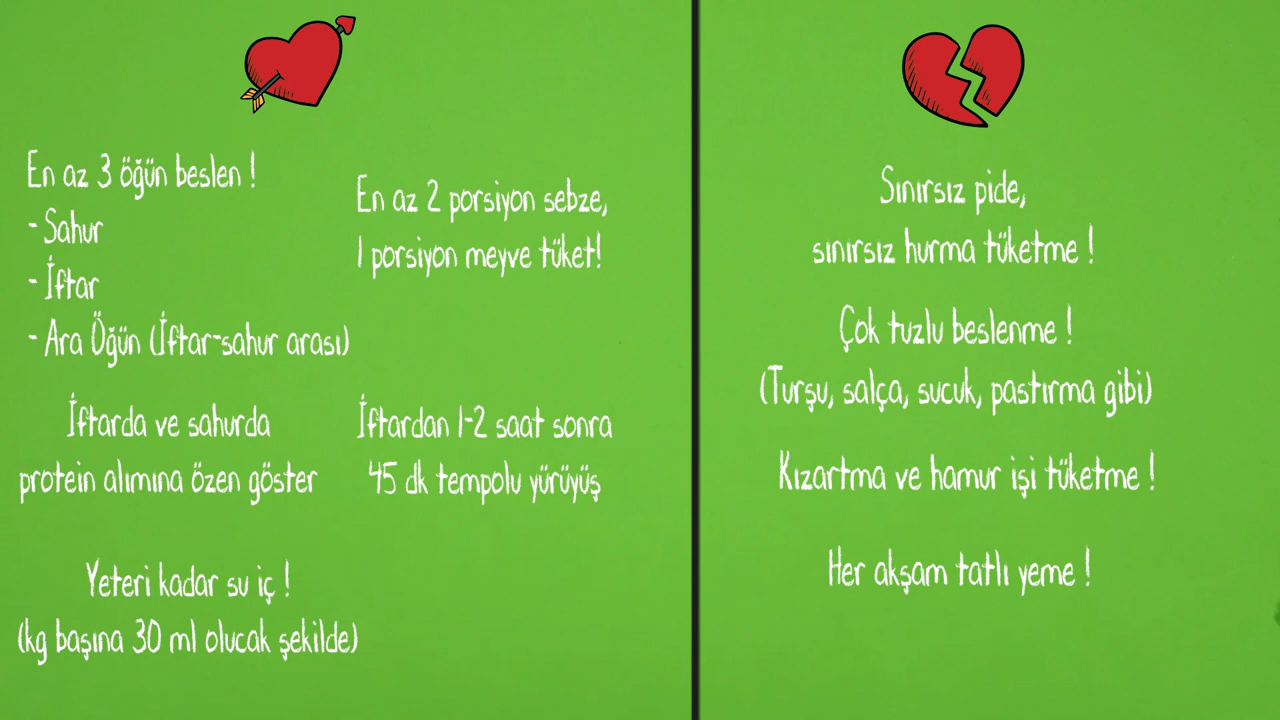 En az 3 öğün beslen !
- Sahur
- İftar
- Ara Öğün (İftar-sahur arası)
En az 2 porsiyon sebze,
1 porsiyon meyve tüket!
İftarda ve sahurda
protein alımına özen göster
İftardan 1-2 saat sonra
45 dk tempolu yürüyüş
Yeteri kadar su iç !
(kg başına 30 ml olucak şekilde)
Sınırsız pide,
sınırsız hurma tüketme !
Çok tuzlu beslenme !
(Turşu, salça, sucuk, pastırma gibi)
Kızartma ve hamur işi tüketme !
Her akşam tatlı yeme !